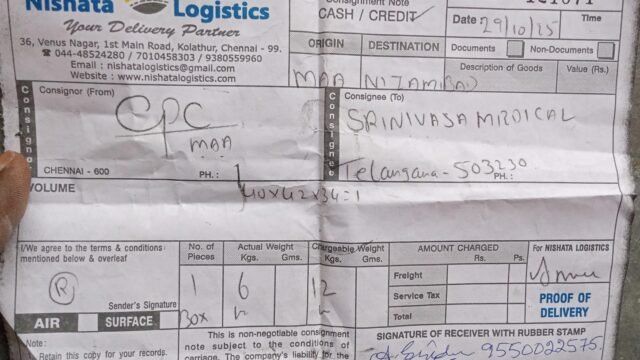 Nishata Logistics
Your Delivery Partner
36, Venus Nagar, 1st Main Road, Kolathur, Chennai - 99.
☎ 044-48524280 / 7010458303 / 9380559960
Email : nishatalogistics@gmail.com
Website : www.nishatalogistics.com
Consignment Note
CASH / CREDIT
Date 29/10/25
Time
ORIGIN
DESTINATION
Documents
Non-Documents
MAA
NIZAMBAD
Description of Goods
Value (Rs.)
Consignor
Consignor (From)
CPC
MAA
CHENNAI - 600
PH. :
Consignee
Consignee (To)
SRINIVASA MEDICAL
Telangana - 503230
PH. :
VOLUME
40x42x34=1
I/We agree to the terms & conditions mentioned below & overleaf
R
Sender's Signature
AIR
SURFACE
No. of Pieces
1
Box
Actual Weight
Kgs. Gms.
6
Chargeable Weight
Kgs. Gms.
12
AMOUNT CHARGED
Rs. Ps.
Freight
Service Tax
Total
For NISHATA LOGISTICS
PROOF OF DELIVERY
Note:
Retain this copy for your records.
This is non-negotiable consignment
note subject to the conditions of
carriage. The company's liability for the
SIGNATURE OF RECEIVER WITH RUBBER STAMP
9550022575.